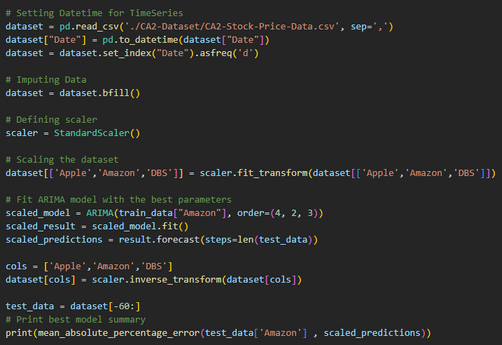 # Setting Datetime for TimeSeries
dataset = pd.read_csv('./CA2-Dataset/CA2-Stock-Price-Data.csv', sep=',')
dataset["Date"] = pd.to_datetime(dataset["Date"])
dataset = dataset.set_index("Date").asfreq('d')

# Imputing Data
dataset = dataset.bfill()

# Defining scaler
scaler = StandardScaler()

# Scaling the dataset
dataset[['Apple','Amazon','DBS']] = scaler.fit_transform(dataset[['Apple','Amazon','DBS']])

# Fit ARIMA model with the best parameters
scaled_model = ARIMA(train_data["Amazon"], order=(4, 2, 3))
scaled_result = scaled_model.fit()
scaled_predictions = result.forecast(steps=len(test_data))

cols = ['Apple','Amazon','DBS']
dataset[cols] = scaler.inverse_transform(dataset[cols])

test_data = dataset[-60:]
# Print best model summary
print(mean_absolute_percentage_error(test_data['Amazon'] , scaled_predictions))